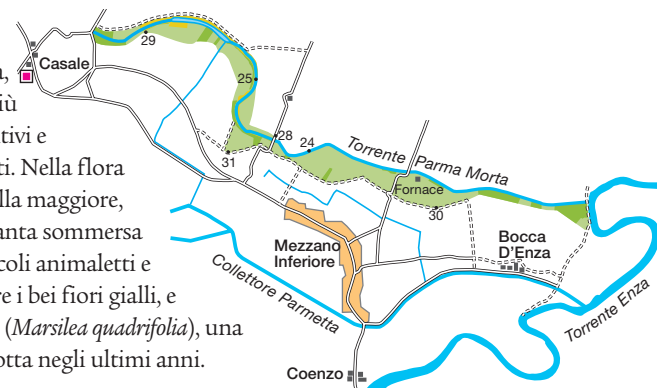 29
Casale
25
28
24
31
Torrente Parma Morta
Fornace
30
Mezzano
Inferiore
Bocca
D'Enza
Collettore Parmetta
Torrente Enza
Coenzo
più
tivi e
ti. Nella flora
lla maggiore,
anta sommersa
coli animaletti e
re i bei fiori gialli, e
(Marsilea quadrifolia), una
otta negli ultimi anni.